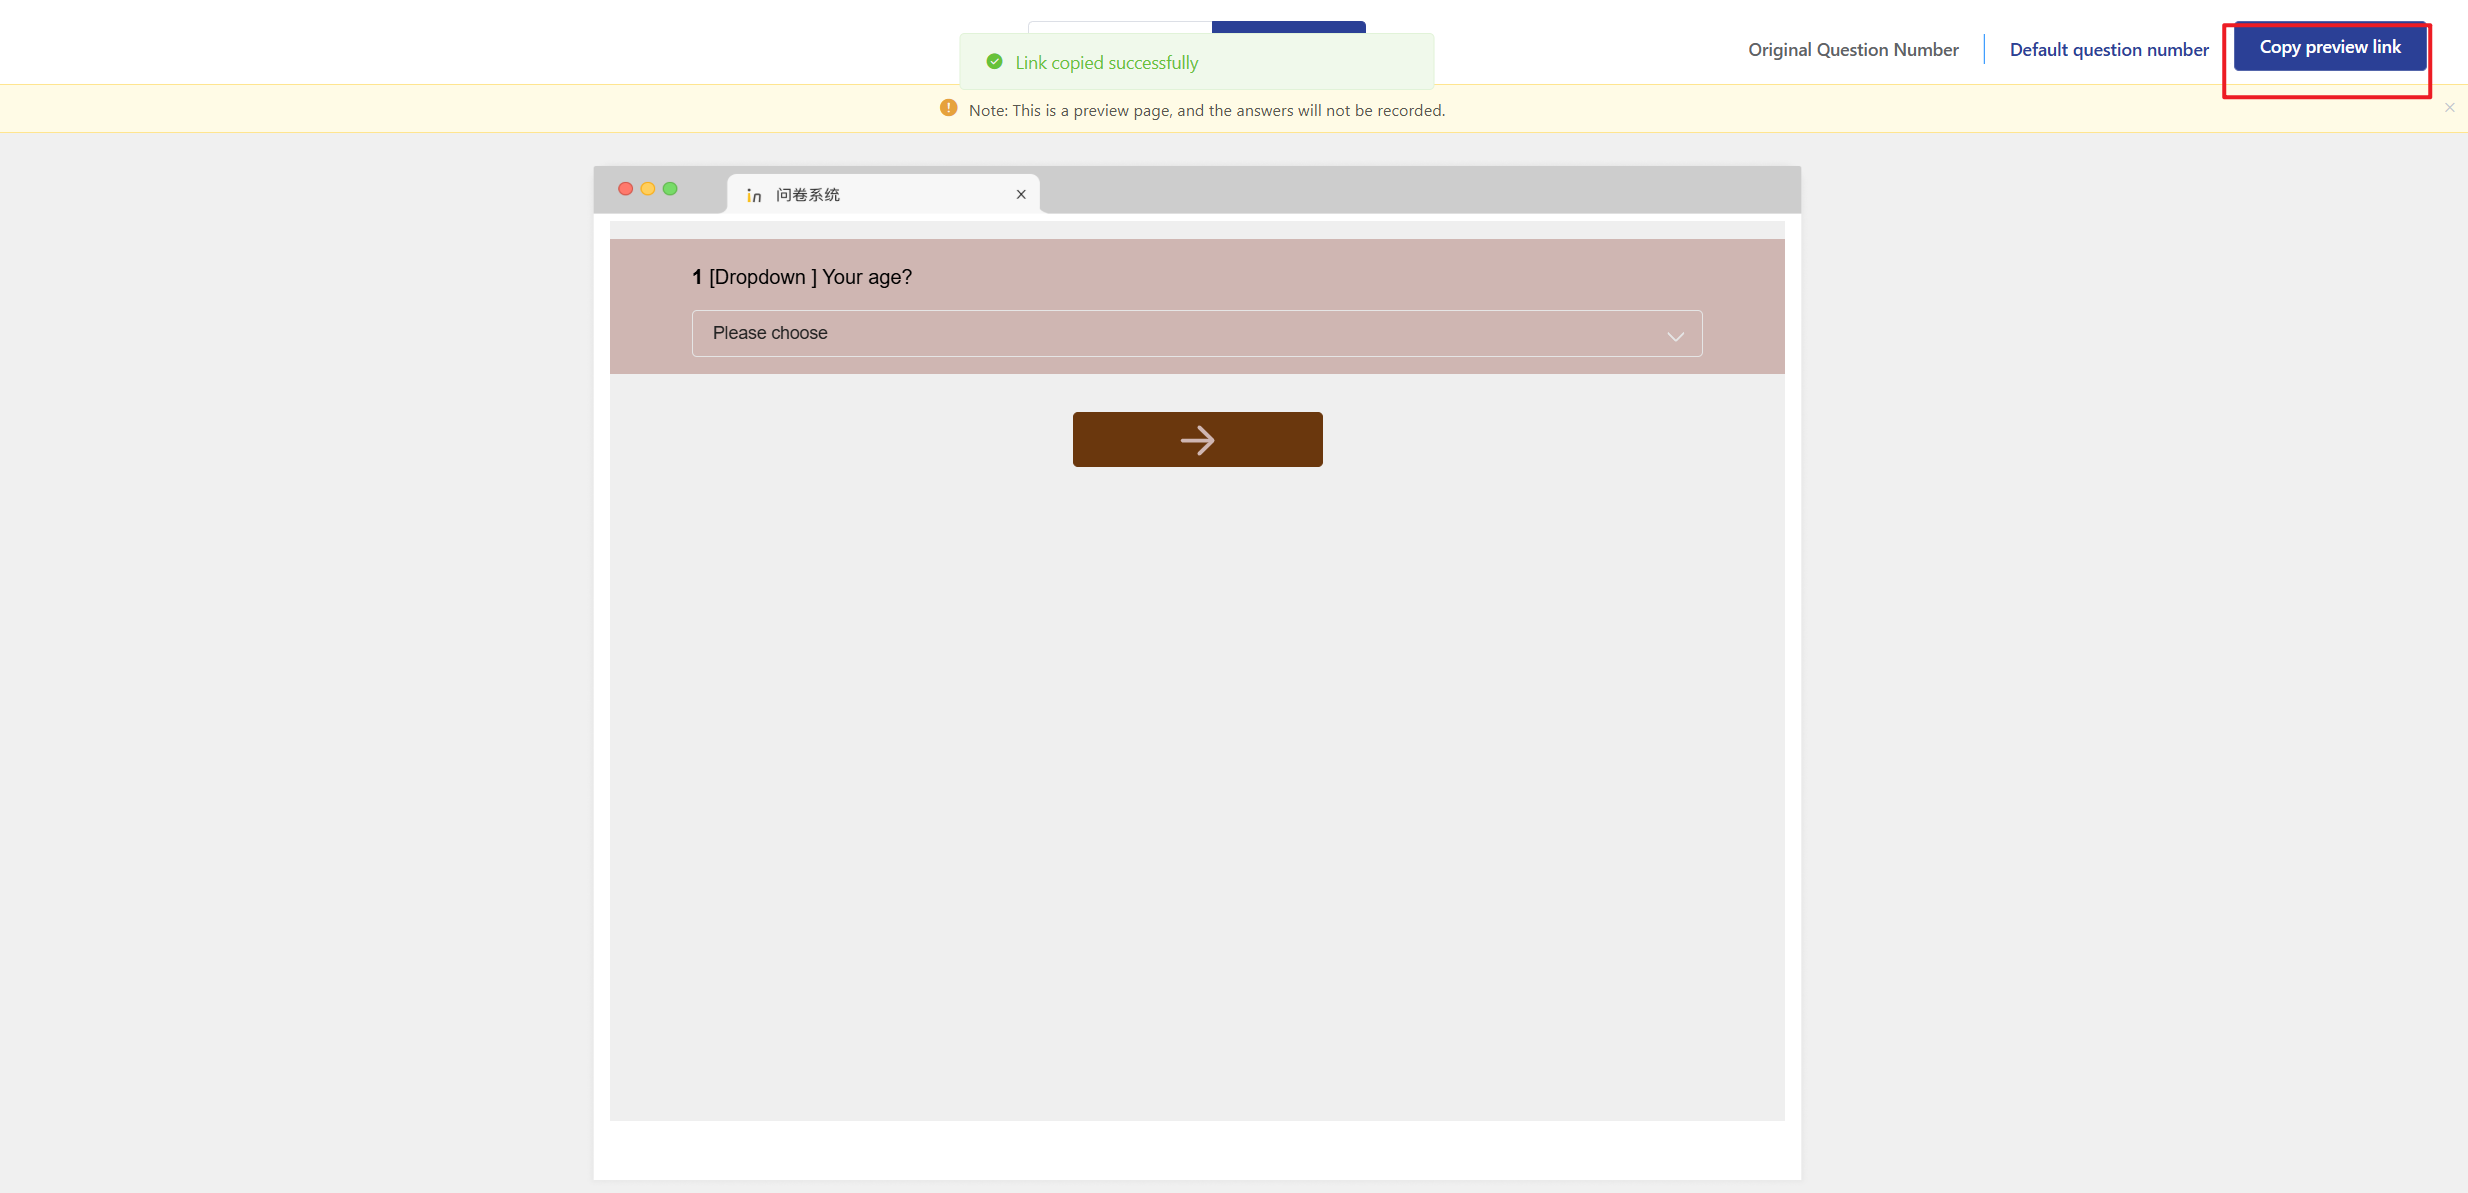 Link copied successfully
Original Question Number
Default question number
Copy preview link
Note: This is a preview page, and the answers will not be recorded.
in 问卷系统
1 [Dropdown ] Your age?
Please choose